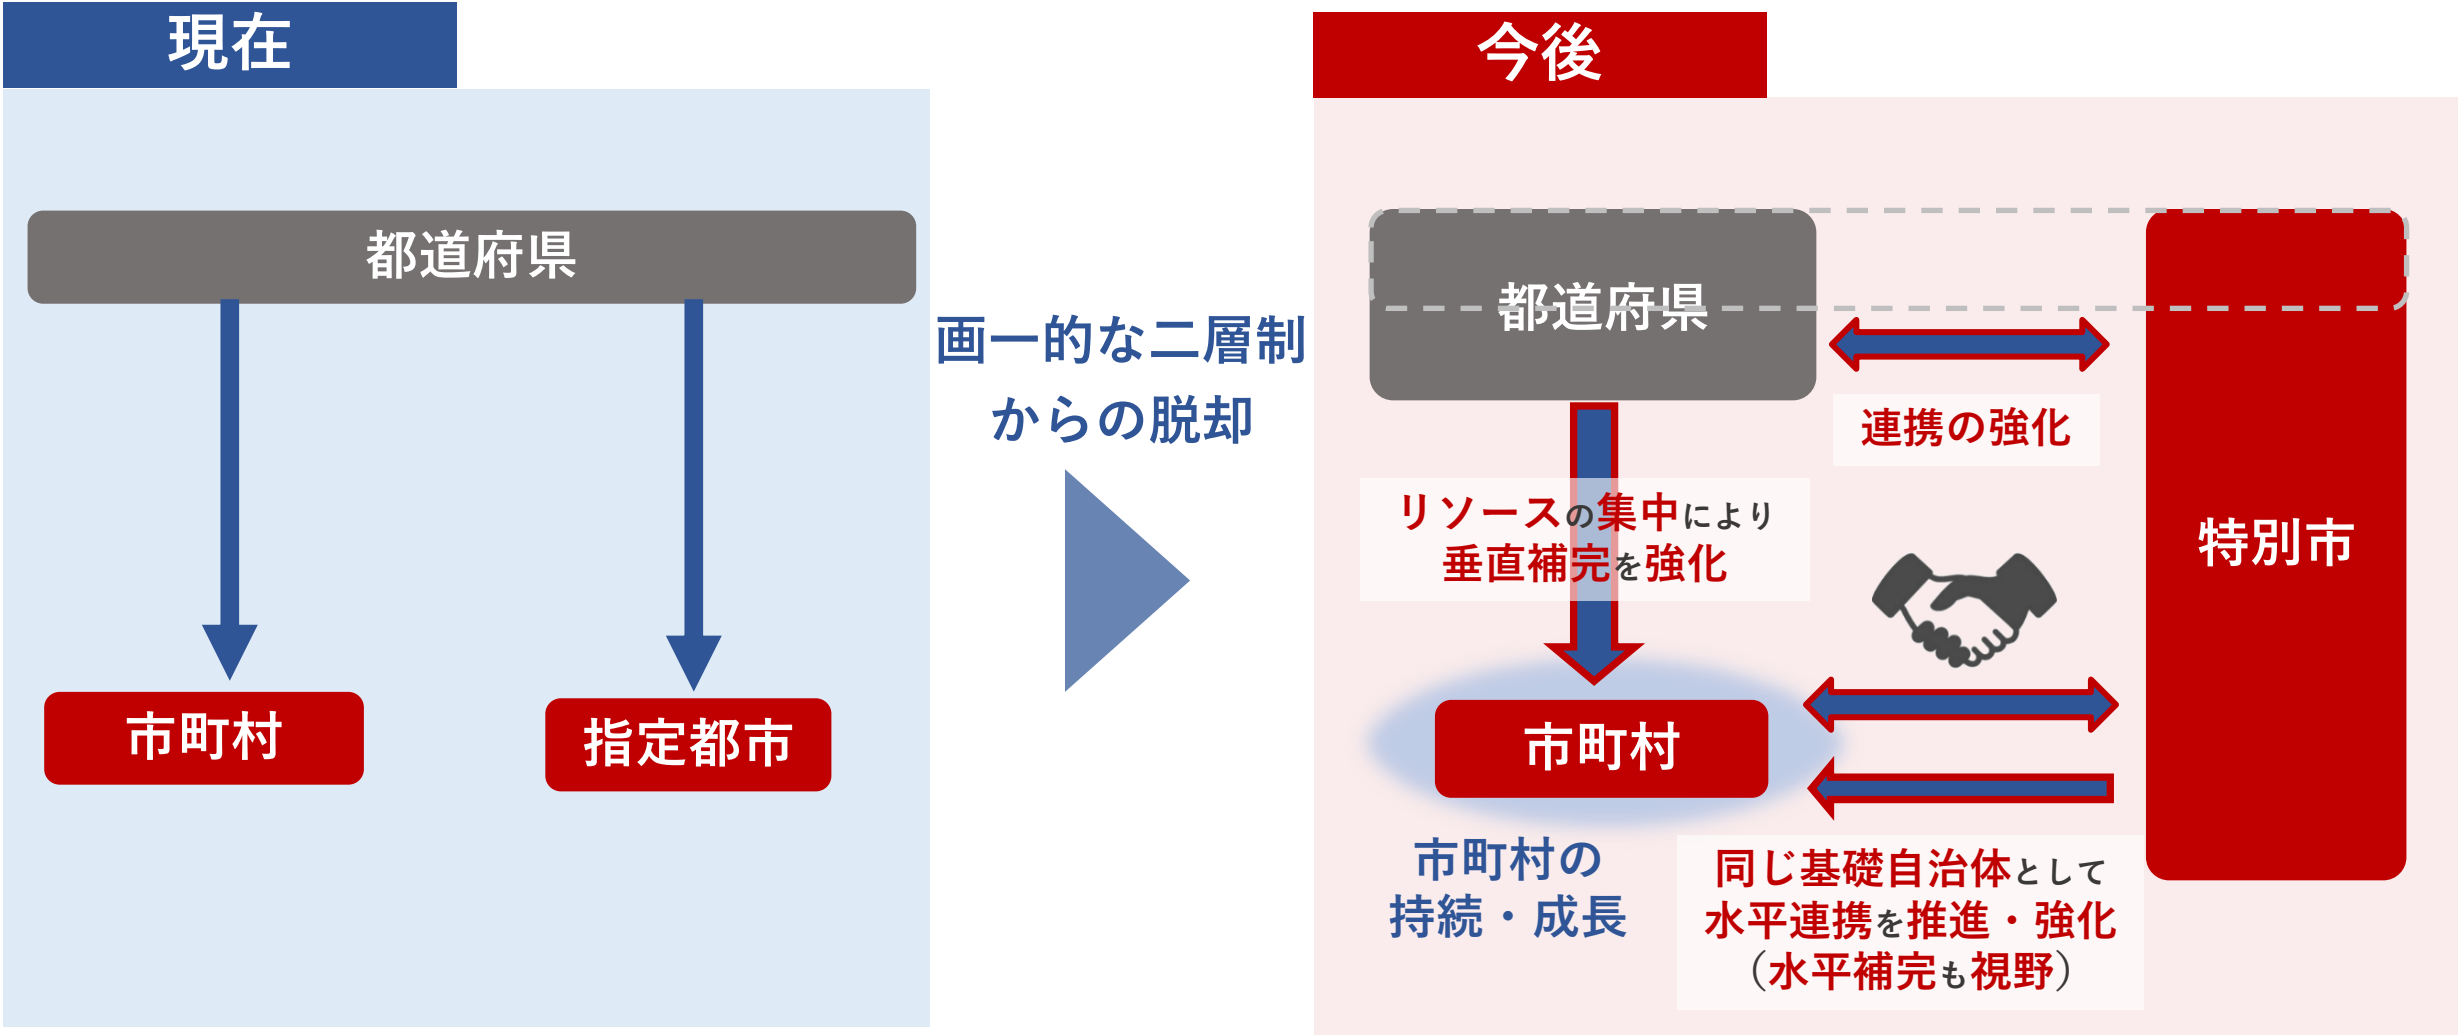 現在
都道府県
市町村
指定都市
画一的な二層制
からの脱却
今後
都道府県
連携の強化
リソースの集中により
垂直補完を強化
特別市
市町村
市町村の
持続・成長
同じ基礎自治体として
水平連携を推進・強化
（水平補完も視野）